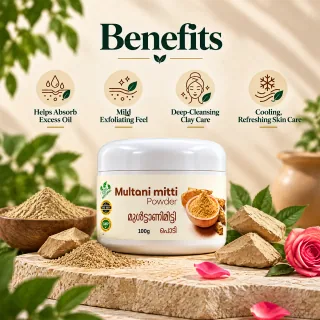 Benefits
Helps Absorb
Excess Oil
Mild
Exfoliating Feel
Deep-Cleansing
Clay Care
Cooling,
Refreshing Skin Care
Multani mitti
Powder
മുൾട്ടാണിമിട്ടി
100g
പൊടി